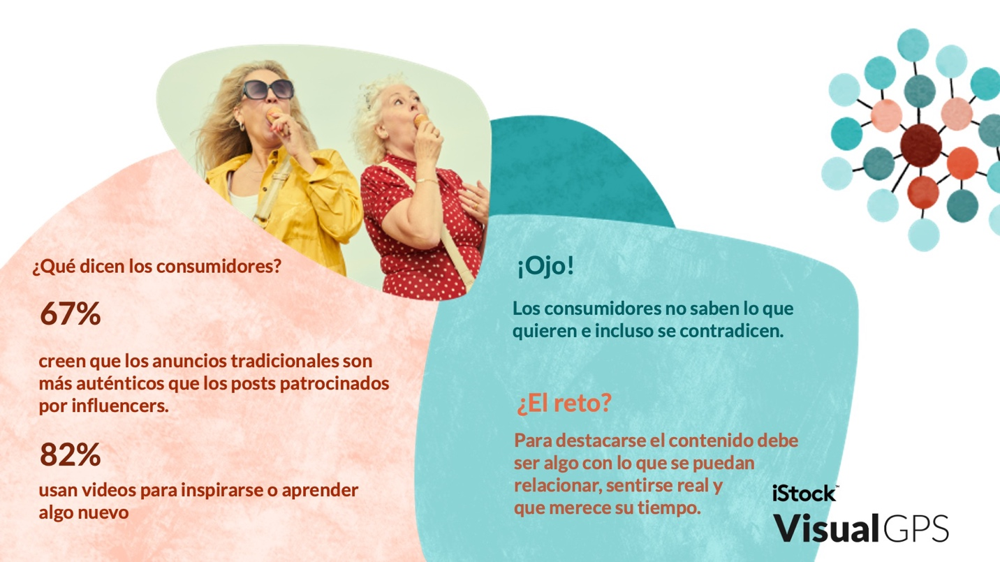 ¿Qué dicen los consumidores?
67%
creen que los anuncios tradicionales son
más auténticos que los posts patrocinados
por influencers.
82%
usan videos para inspirarse o aprender
algo nuevo
¡Ojo!
Los consumidores no saben lo que
quieren e incluso se contradicen.
¿El reto?
Para destacarse el contenido debe
ser algo con lo que se puedan
relacionar, sentirse real y
que merece su tiempo.
iStock™
Visual GPS